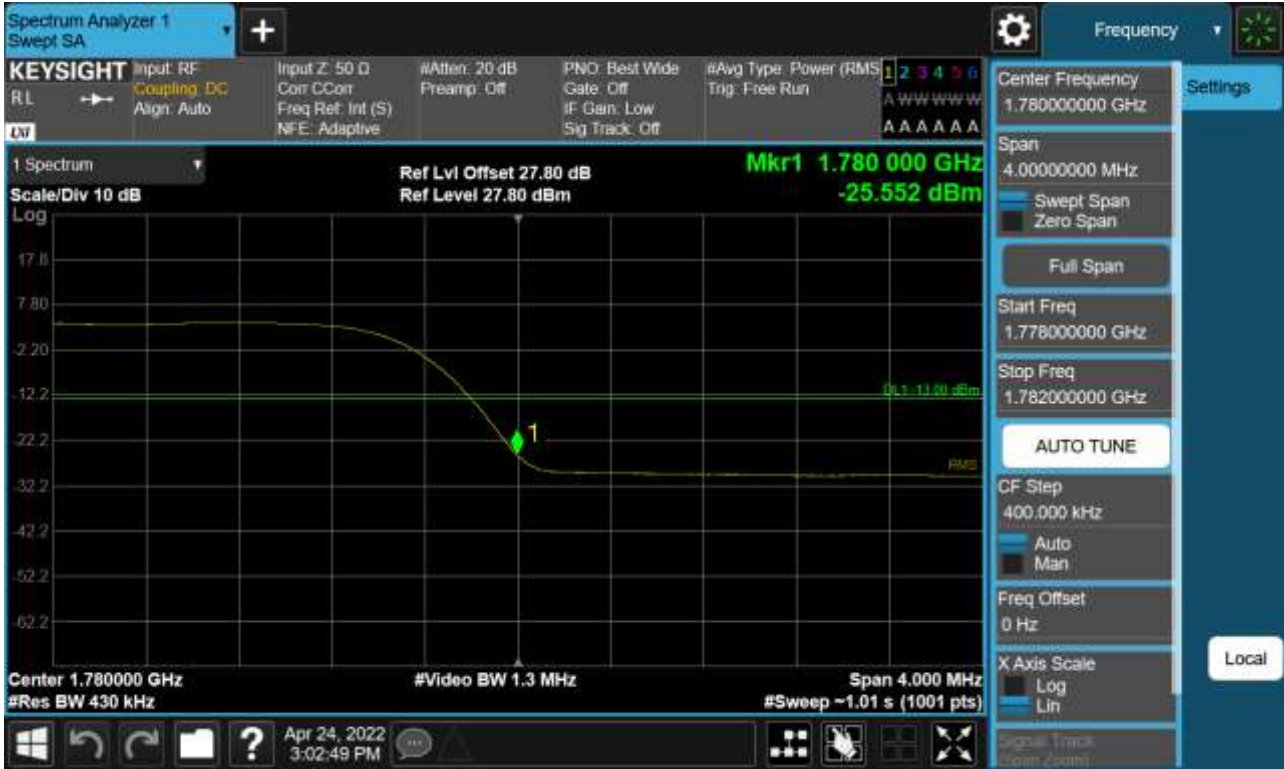 Spectrum Analyzer 1
Swept SA
+
Frequency
KEYSIGHT
RL
LXI
Input: RF
Coupling: DC
Align: Auto
Input Z: 50 Ω
Corr CCorr
Freq Ref: Int (S)
NFE: Adaptive
#Atten: 20 dB
Preamp: Off
PNO: Best Wide
Gate: Off
IF Gain: Low
Sig Track: Off
#Avg Type: Power (RMS
Trig: Free Run
1 2 3 4 5 6
A W W W W W
A A A A A A
1 Spectrum
Scale/Div 10 dB
Log
Ref Lvl Offset 27.80 dB
Ref Level 27.80 dBm
Mkr1 1.780 000 GHz
-25.552 dBm
17.8
7.80
-2.20
-12.2
-22.2
-32.2
-42.2
-52.2
-62.2
DL1 -13.00 dBm
1
RMS
Center 1.780000 GHz
#Res BW 430 kHz
#Video BW 1.3 MHz
Span 4.000 MHz
#Sweep ~1.01 s (1001 pts)
Center Frequency
1.780000000 GHz
Settings
Span
4.00000000 MHz
Swept Span
Zero Span
Full Span
Start Freq
1.778000000 GHz
Stop Freq
1.782000000 GHz
AUTO TUNE
CF Step
400.000 kHz
Auto
Man
Freq Offset
0 Hz
X Axis Scale
Log
Lin
Local
Signal Track
(Span Zoom)
?
Apr 24, 2022
3:02:49 PM